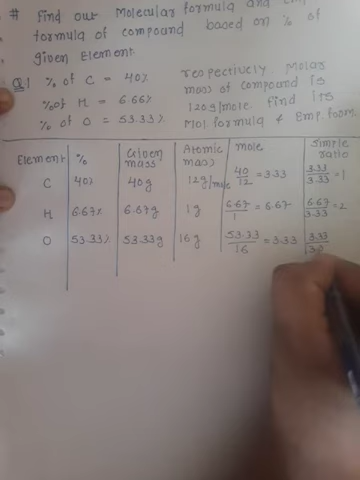 # Find out Molecular formula and
formula of compound based on % of
given Element
Q.1 % of C = 40%
% of H = 6.66%
% of O = 53.33%
respectively. Molar
mass of compound is
120g/mole find its
Mol. formula & Emp. form.
Element % Given mass Atomic mass mole Simple ratio
C 40% 40g 12g/mole 40/12 = 3.33 3.33/3.33 = 1
H 6.67% 6.67g 1g 6.67/1 = 6.67 6.67/3.33 = 2
O 53.33% 53.33g 16g 53.33/16 = 3.33 3.33/3.3